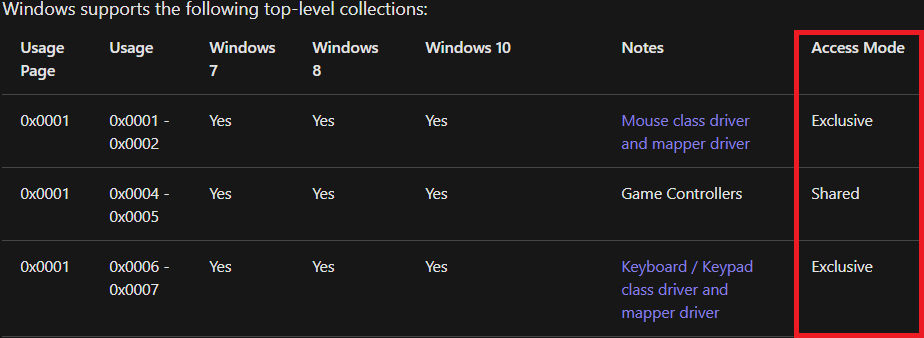 Windows supports the following top-level collections:
Usage Page Usage Windows 7 Windows 8 Windows 10 Notes Access Mode
0x0001 0x0001 - 0x0002 Yes Yes Yes Mouse class driver and mapper driver Exclusive
0x0001 0x0004 - 0x0005 Yes Yes Yes Game Controllers Shared
0x0001 0x0006 - 0x0007 Yes Yes Yes Keyboard / Keypad class driver and mapper driver Exclusive